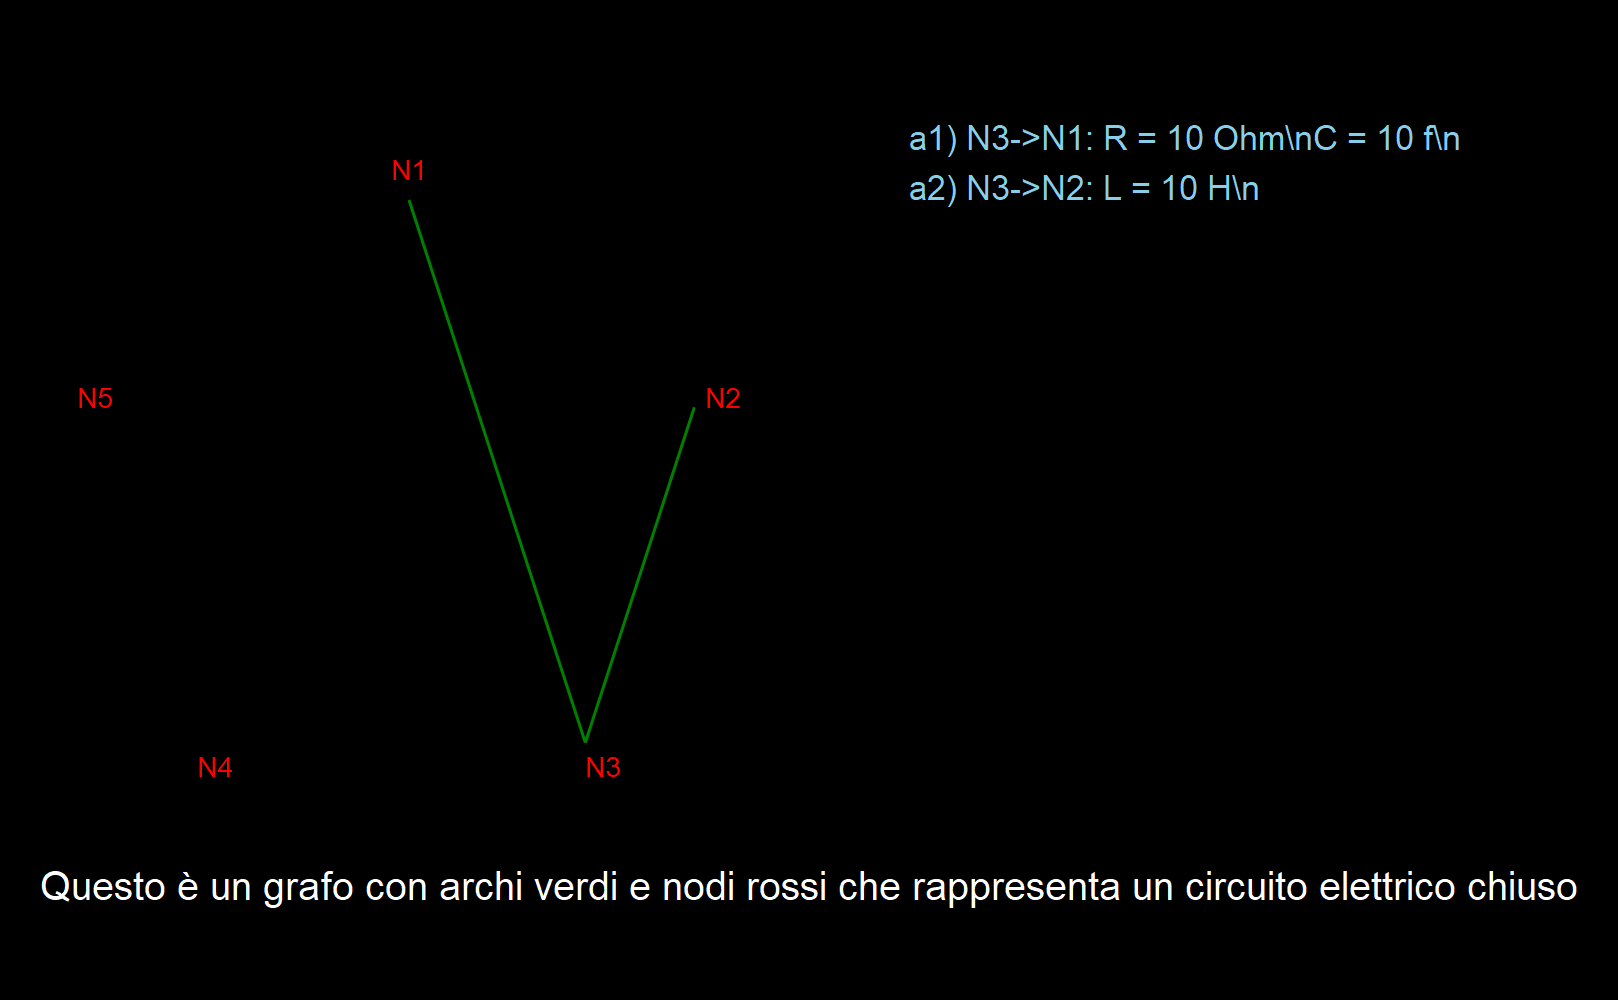 a1) N3->N1: R = 10 Ohm\nC = 10 f\n
N1
a2) N3->N2: L = 10 H\n
N5
N2
N4
N3
Questo è un grafo con archi verdi e nodi rossi che rappresenta un circuito elettrico chiuso